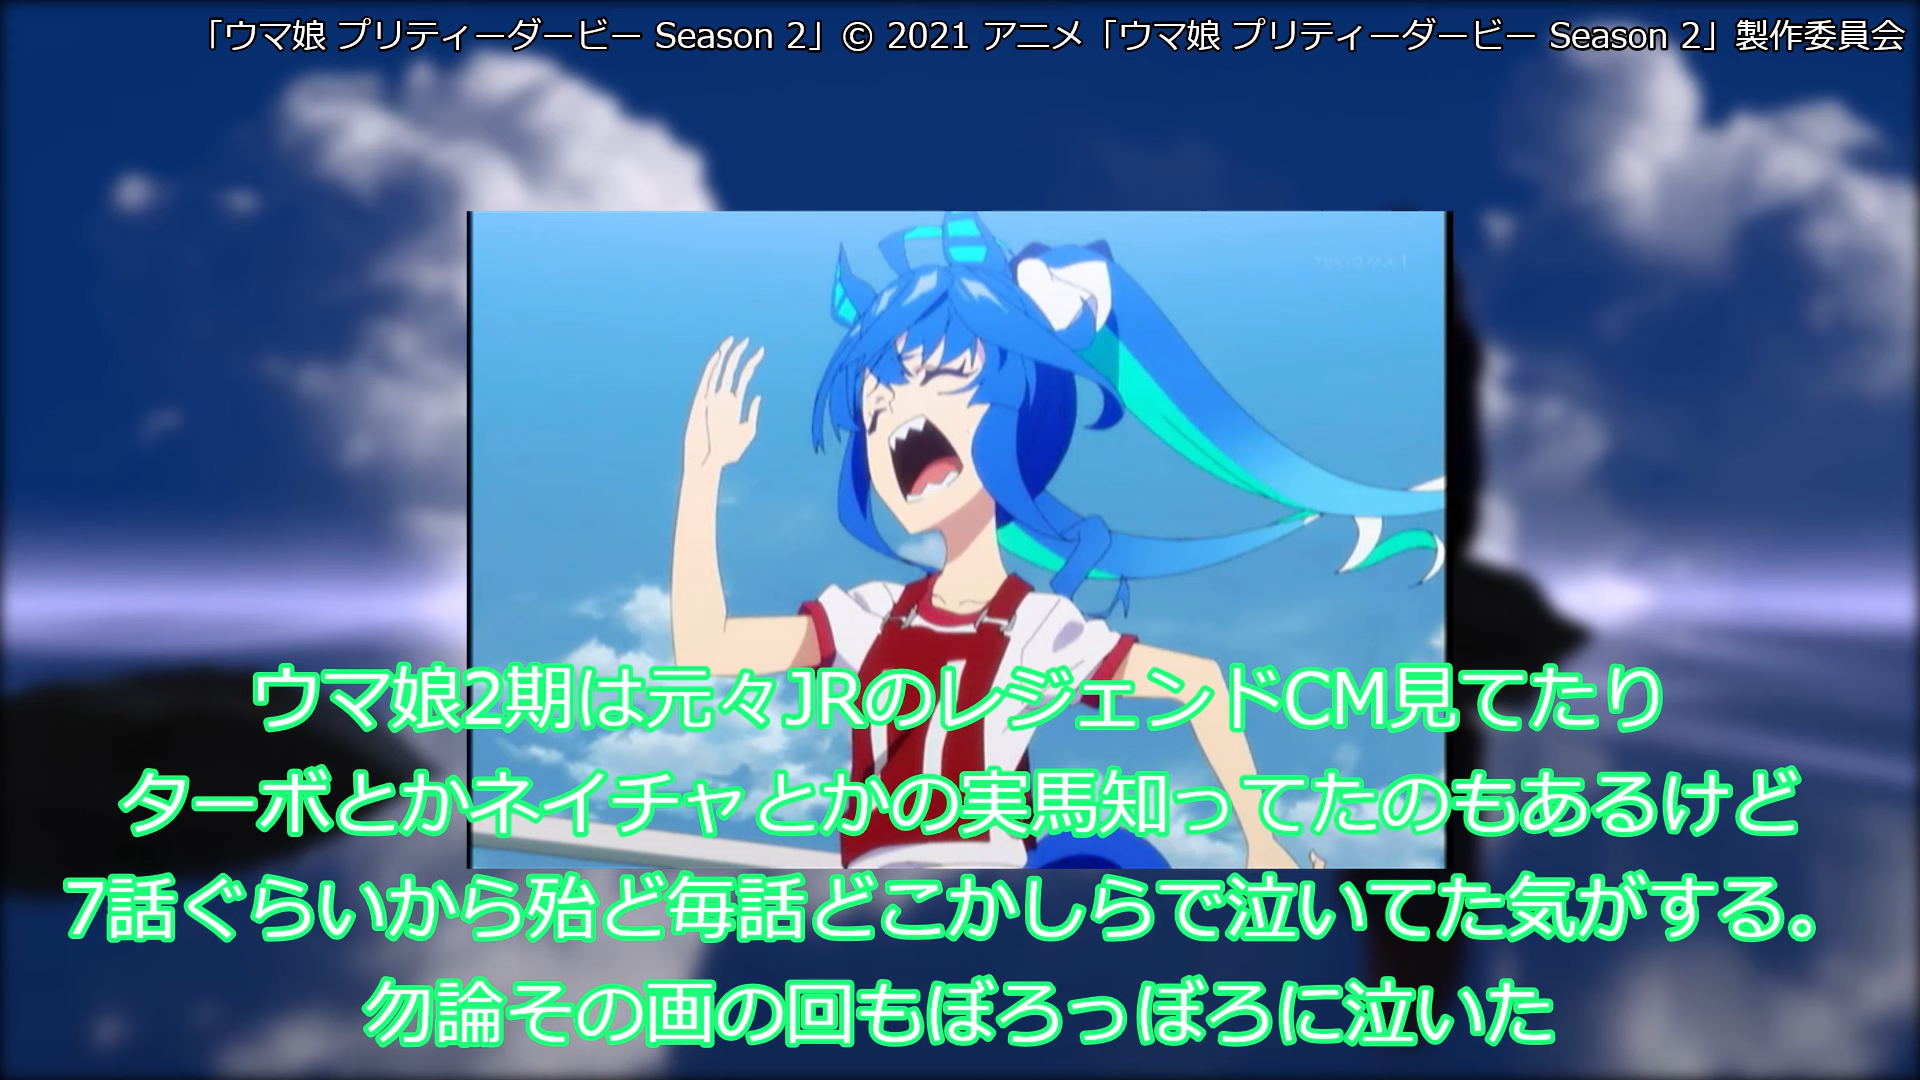 「ウマ娘 プリティーダービー Season 2」© 2021 アニメ「ウマ娘 プリティーダービー Season 2」製作委員会
TOKYO MX 1
ウマ娘2期は元々JRのレジェンドCM見てたり
ターボとかネイチャとかの実馬知ってたのもあるけど
7話ぐらいから殆ど毎話どこかしらで泣いてた気がする。
勿論その画の回もぼろっぼろに泣いた